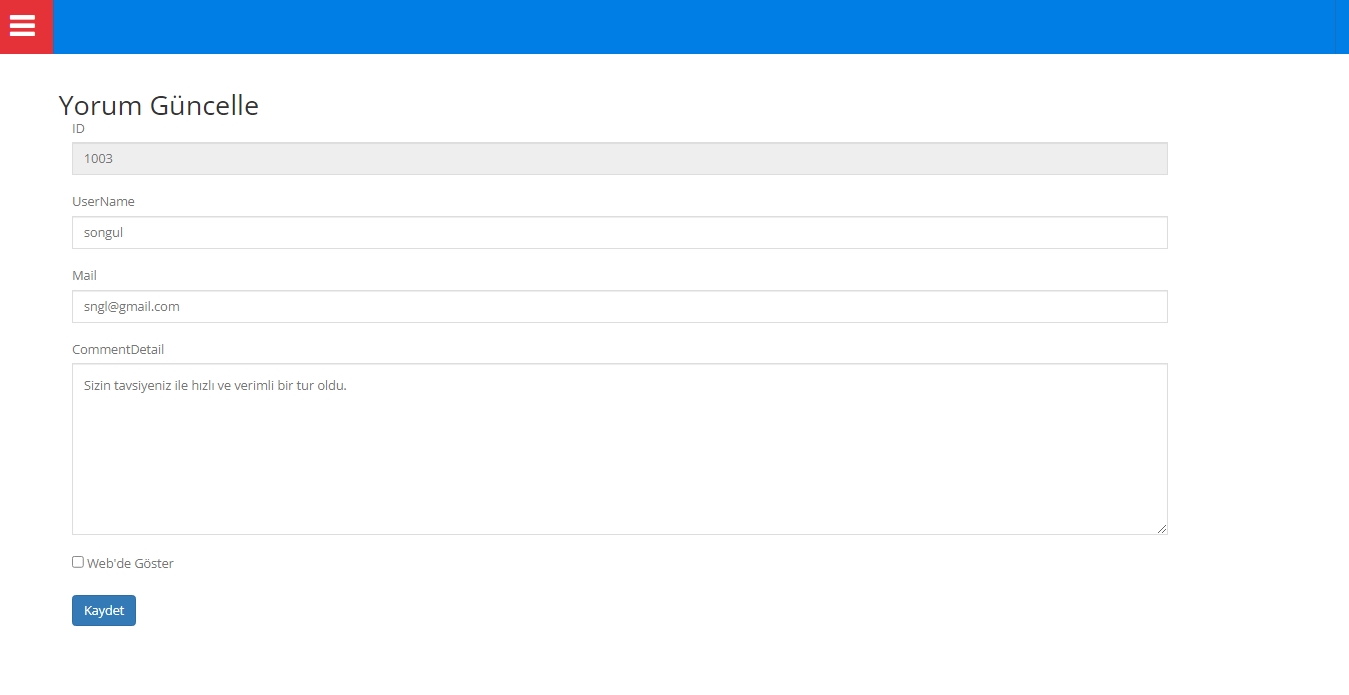 Yorum Güncelle
ID
1003
UserName
songul
Mail
sngl@gmail.com
CommentDetail
Sizin tavsiyeniz ile hızlı ve verimli bir tur oldu.
Web'de Göster
Kaydet